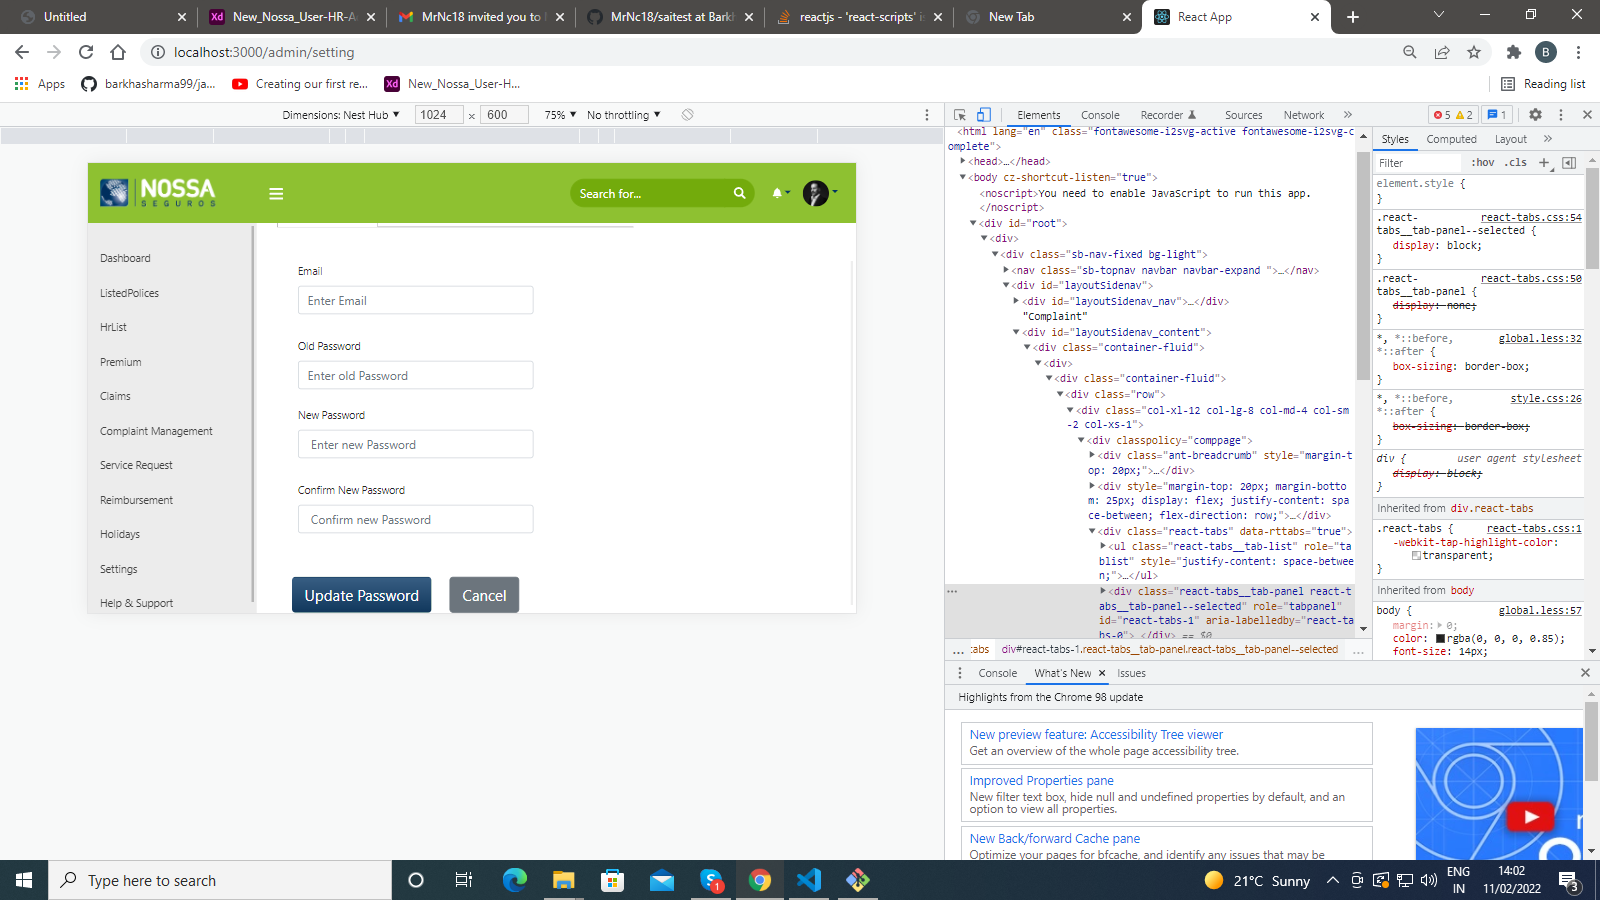 Untitled
New_Nossa_User-HR-A
MrNc18 invited you to
MrNc18/saitest at Barkh
reactjs - 'react-scripts' is
New Tab
React App
localhost:3000/admin/setting
B
Apps
barkhasharma99/ja...
Creating our first re...
New_Nossa_User-H...
Reading list
Dimensions: Nest Hub
1024
×
600
75%
No throttling
NOSSA
SEGUROS
Search for...
Dashboard
ListedPolices
HrList
Premium
Claims
Complaint Management
Service Request
Reimbursement
Holidays
Settings
Help & Support
Email
Enter Email
Old Password
Enter old Password
New Password
Enter new Password
Confirm New Password
Confirm new Password
Update Password
Cancel
Elements
Console
Recorder
Sources
Network
5
2
1
<html lang="en" class="fontawesome-i2svg-active fontawesome-i2svg-c
omplete">
<head>…</head>
<body cz-shortcut-listen="true">
<noscript>You need to enable JavaScript to run this app.
</noscript>
<div id="root">
<div>
<div class="sb-nav-fixed bg-light">
<nav class="sb-topnav navbar navbar-expand ">…</nav>
<div id="layoutSidenav">
<div id="layoutSidenav_nav">…</div>
"Complaint"
<div id="layoutSidenav_content">
<div class="container-fluid">
<div>
<div class="container-fluid">
<div class="row">
<div class="col-xl-12 col-lg-8 col-md-4 col-sm
-2 col-xs-1">
<div classpolicy="comppage">
<div class="ant-breadcrumb" style="margin-t
op: 20px;">…</div>
<div style="margin-top: 20px; margin-botto
m: 25px; display: flex; justify-content: spa
ce-between; flex-direction: row;">…</div>
<div class="react-tabs" data-rttabs="true">
<ul class="react-tabs__tab-list" role="ta
blist" style="justify-content: space-betwee
n;">…</ul>
<div class="react-tabs__tab-panel react-t
abs__tab-panel--selected" role="tabpanel"
id="react-tabs-1" aria-labelledby="react-ta
bs-0">…</div> == $0
...
tabs
div#react-tabs-1.react-tabs__tab-panel.react-tabs__tab-panel--selected
...
Styles
Computed
Layout
Filter
:hov
.cls
element.style {
}
.react-
react-tabs.css:54
tabs__tab-panel--selected {
display: block;
}
.react-
react-tabs.css:50
tabs__tab-panel {
display: none;
}
*, *::before,
global.less:32
*::after {
box-sizing: border-box;
}
*, *::before,
style.css:26
*::after {
box-sizing: border-box;
}
div {
user agent stylesheet
display: block;
}
Inherited from div.react-tabs
.react-tabs {
react-tabs.css:1
-webkit-tap-highlight-color:
transparent;
}
Inherited from body
body {
global.less:57
margin: 0;
color: rgba(0, 0, 0, 0.85);
font-size: 14px;
Console
What's New
Issues
Highlights from the Chrome 98 update
New preview feature: Accessibility Tree viewer
Get an overview of the whole page accessibility tree.
Improved Properties pane
New filter text box, hide null and undefined properties by default, and an
option to view all properties.
New Back/forward Cache pane
Optimize your pages for bfcache, and identify any issues that may be
Type here to search
1
21°C Sunny
ENG
IN
14:02
11/02/2022
3